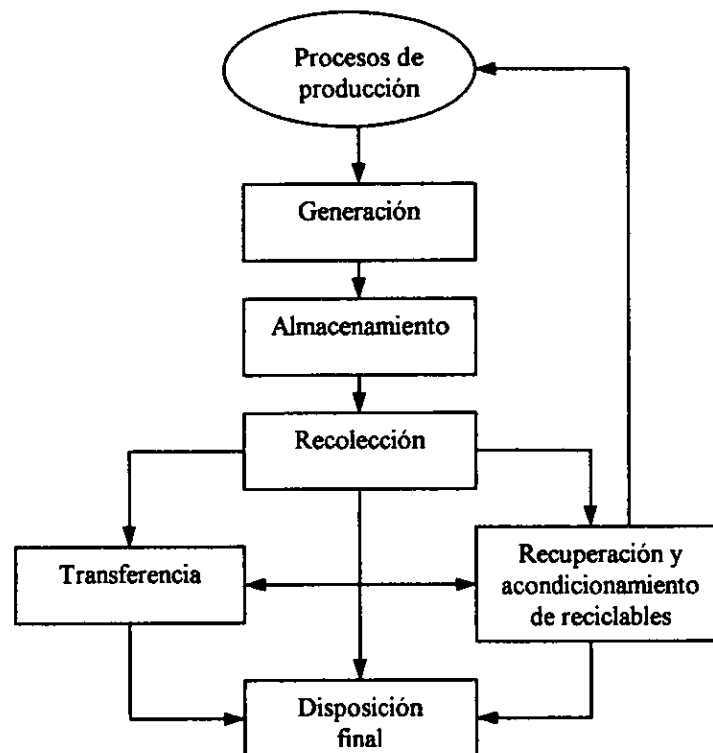 Procesos de
producción
Generación
Almacenamiento
Recolección
Transferencia
Recuperación y
acondicionamiento
de reciclables
Disposición
final